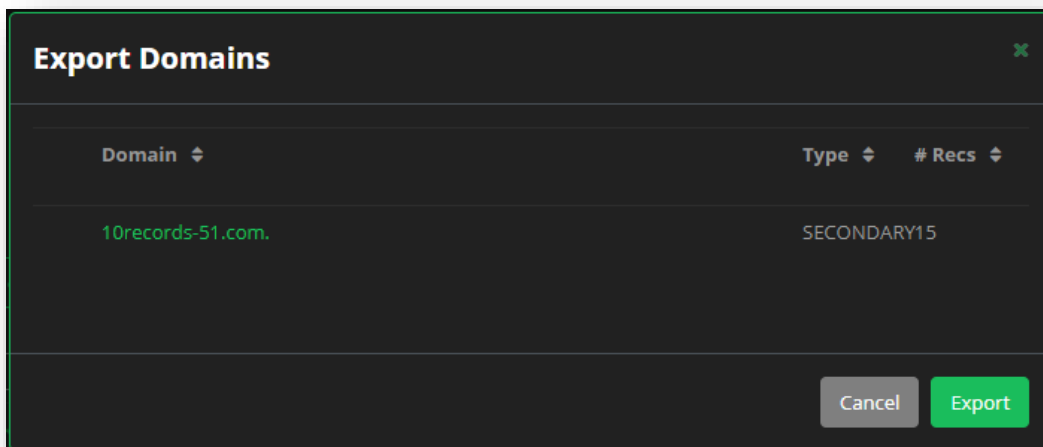 Export Domains
Domain Type # Recs
10records-51.com. SECONDARY15
Cancel Export